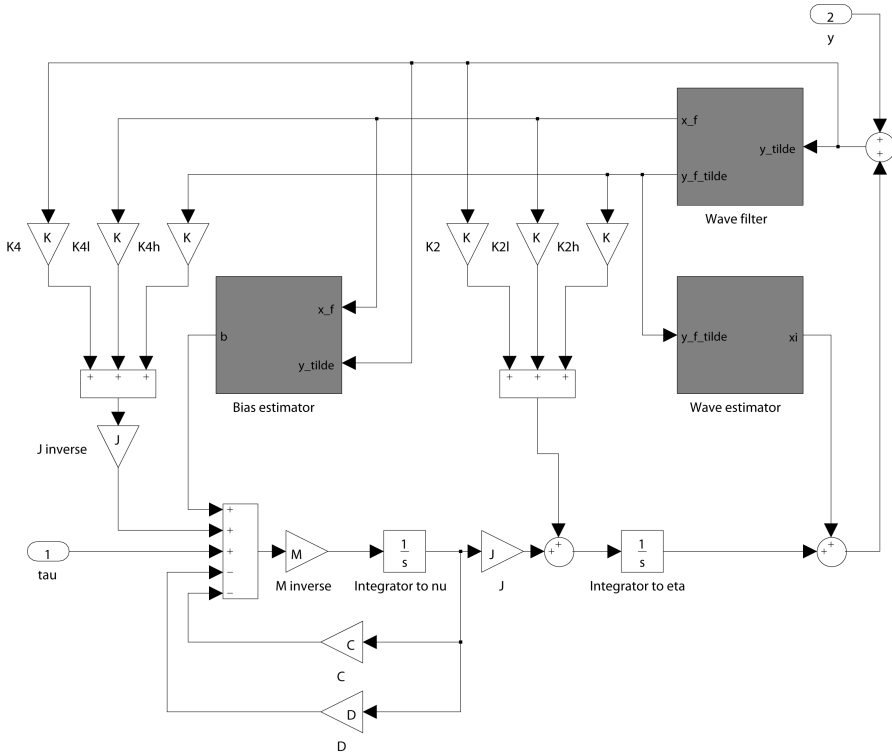 2
y
x_f
y_tilde
y_f_tilde
Wave filter
+
+
K4
K
K4l
K
K4h
K
K2
K
K2l
K
K2h
K
x_f
b
y_tilde
Bias estimator
y_f_tilde
xi
Wave estimator
+ + +
+ + +
J inverse
J
+
+
+
−
−
1
tau
M
M inverse
1
s
Integrator to nu
J
J
+ +
1
s
Integrator to eta
+ +
C
C
D
D